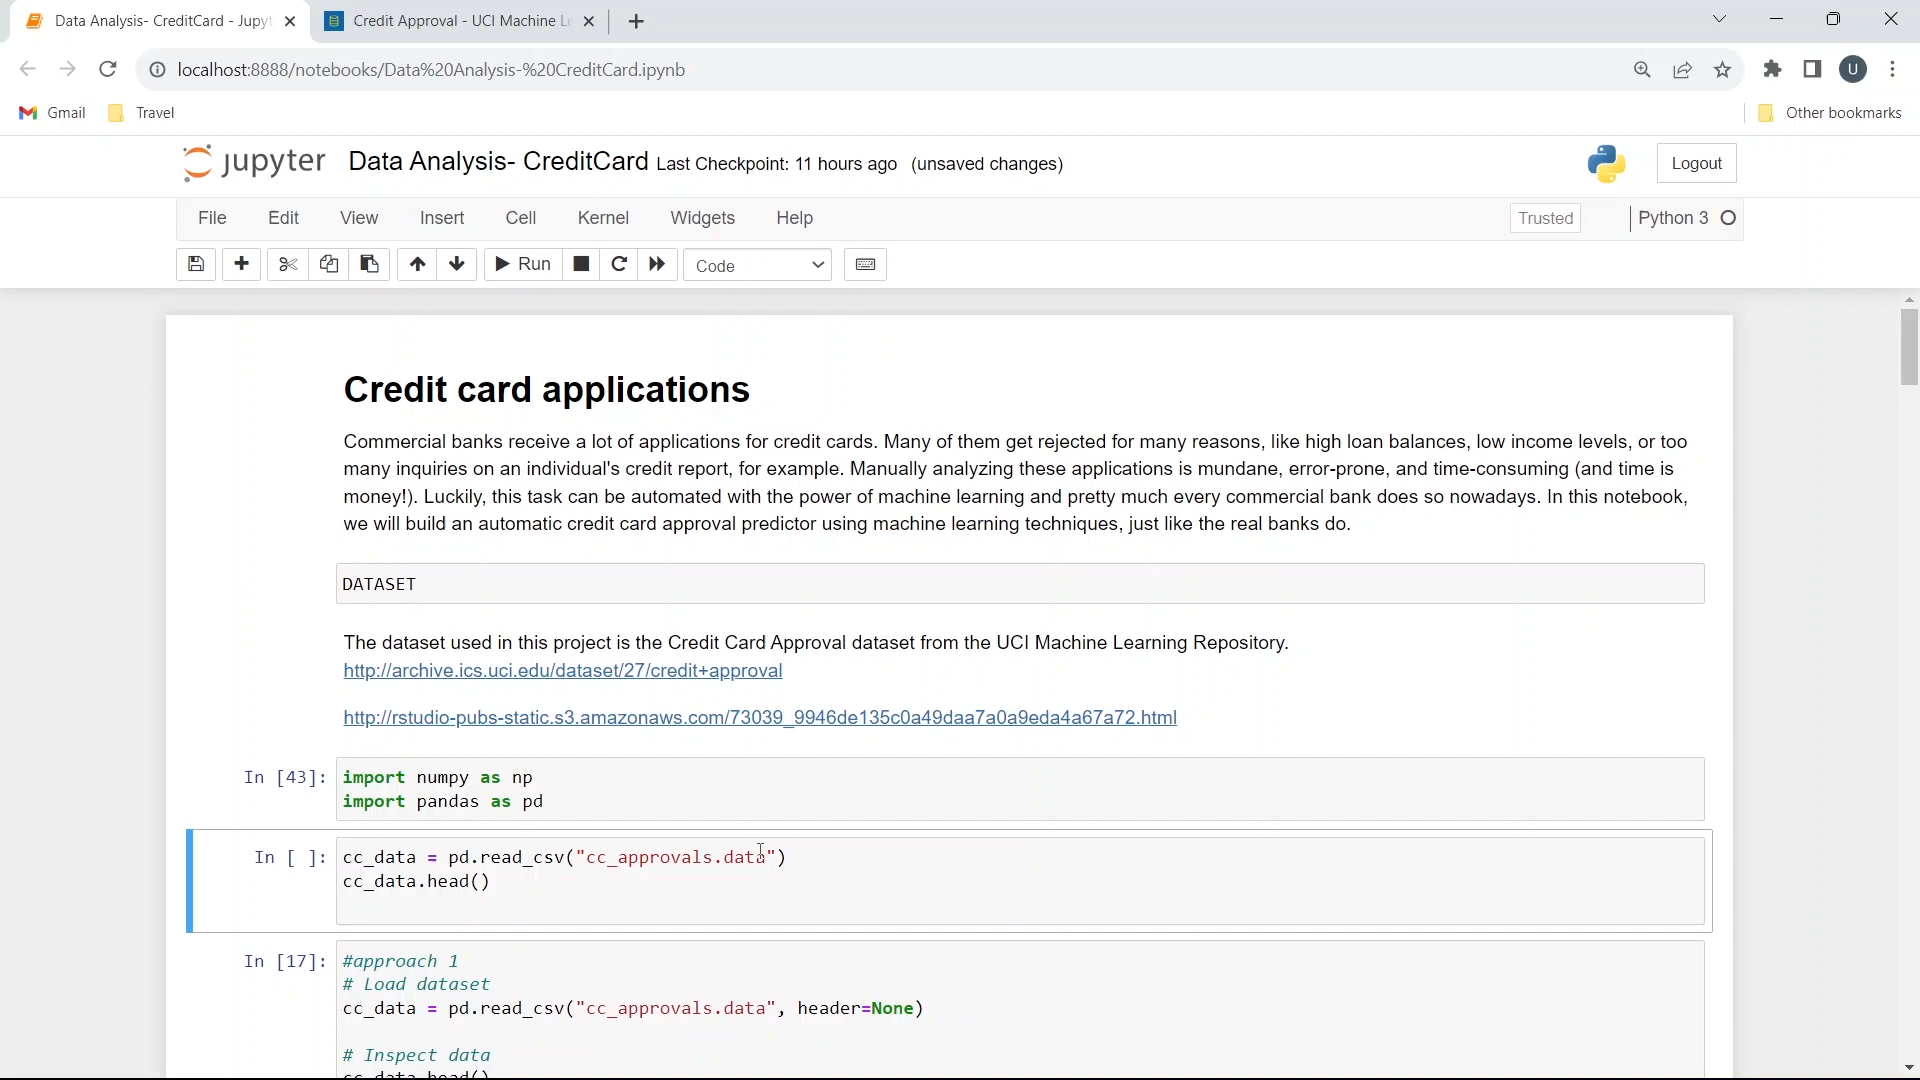 Data Analysis- CreditCard - Jupyt
Credit Approval - UCI Machine Le
localhost:8888/notebooks/Data%20Analysis-%20CreditCard.ipynb
U
Gmail
Travel
Other bookmarks
jupyter
Data Analysis- CreditCard Last Checkpoint: 11 hours ago (unsaved changes)
Logout
File Edit View Insert Cell Kernel Widgets Help
Trusted
Python 3
Run
Code
Credit card applications
Commercial banks receive a lot of applications for credit cards. Many of them get rejected for many reasons, like high loan balances, low income levels, or too
many inquiries on an individual's credit report, for example. Manually analyzing these applications is mundane, error-prone, and time-consuming (and time is
money!). Luckily, this task can be automated with the power of machine learning and pretty much every commercial bank does so nowadays. In this notebook,
we will build an automatic credit card approval predictor using machine learning techniques, just like the real banks do.
DATASET
The dataset used in this project is the Credit Card Approval dataset from the UCI Machine Learning Repository.
http://archive.ics.uci.edu/dataset/27/credit+approval
http://rstudio-pubs-static.s3.amazonaws.com/73039_9946de135c0a49daa7a0a9eda4a67a72.html
In [43]: import numpy as np
import pandas as pd
In [ ]: cc_data = pd.read_csv("cc_approvals.data")
cc_data.head()
In [17]: #approach 1
# Load dataset
cc_data = pd.read_csv("cc_approvals.data", header=None)
# Inspect data
cc_data.head()